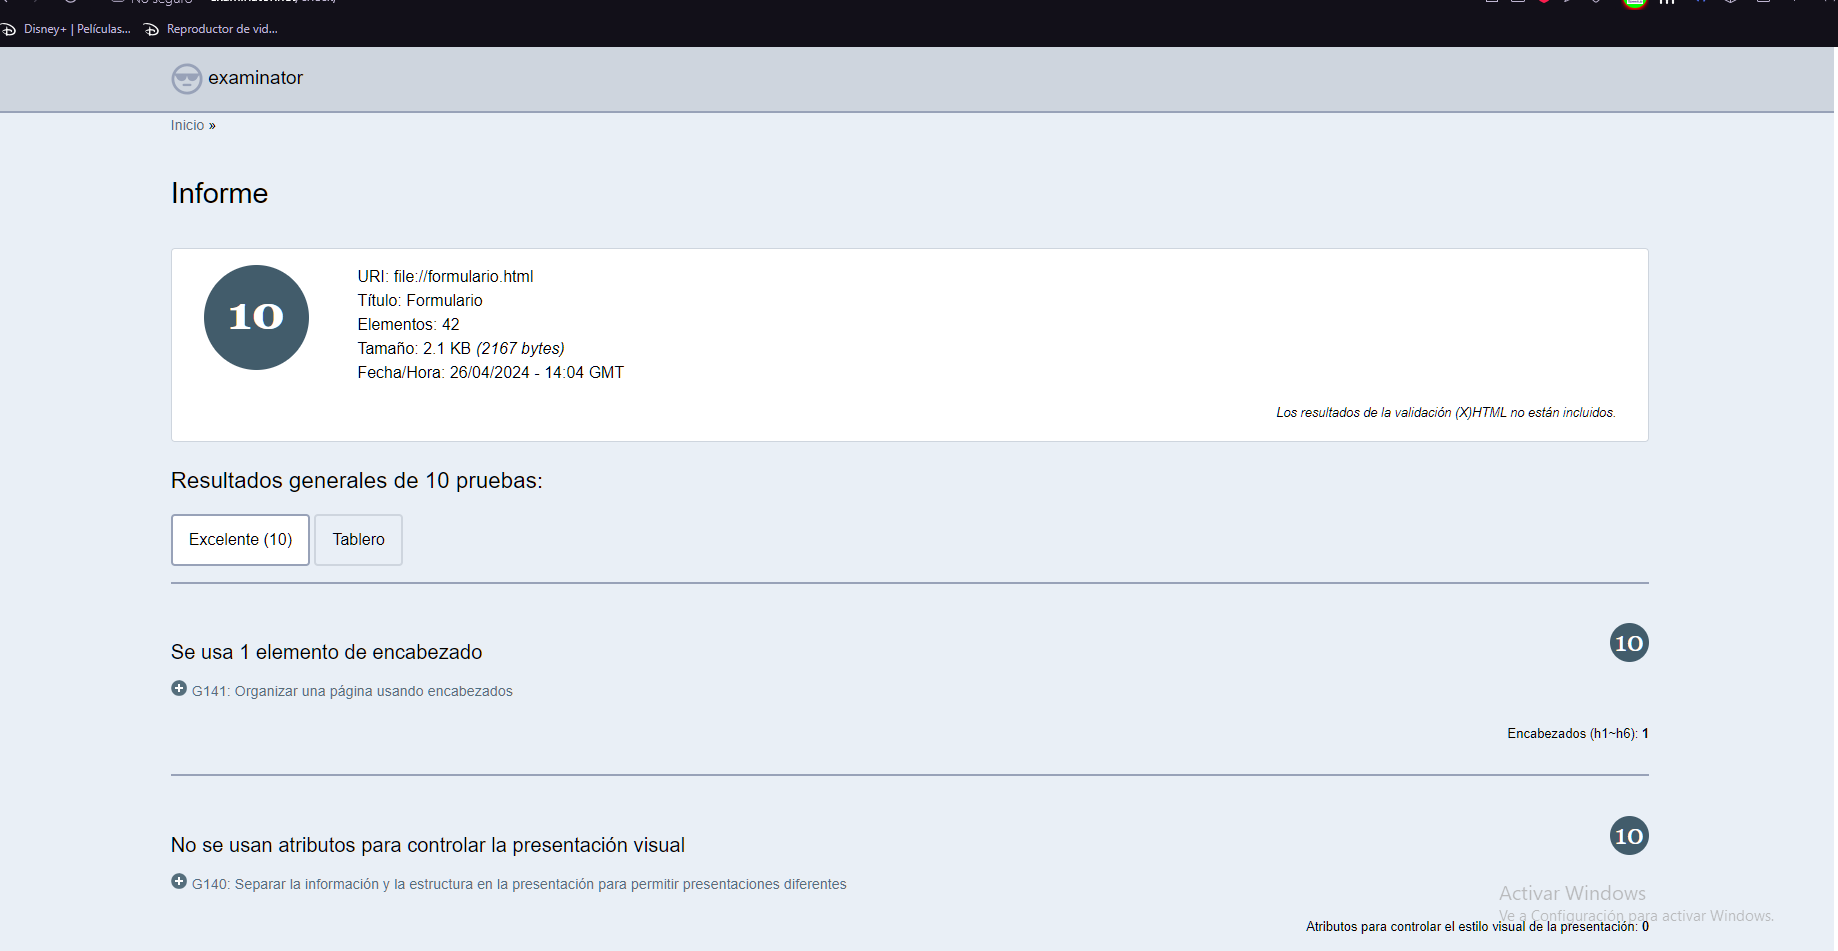 No seguro
Disney+ | Películas...
Reproductor de vid...
examinator
Inicio »
Informe
10
URI: file://formulario.html
Título: Formulario
Elementos: 42
Tamaño: 2.1 KB (2167 bytes)
Fecha/Hora: 26/04/2024 - 14:04 GMT
Los resultados de la validación (X)HTML no están incluidos.
Resultados generales de 10 pruebas:
Excelente (10)
Tablero
Se usa 1 elemento de encabezado
10
G141: Organizar una página usando encabezados
Encabezados (h1~h6): 1
No se usan atributos para controlar la presentación visual
10
G140: Separar la información y la estructura en la presentación para permitir presentaciones diferentes
Activar Windows
Ve a Configuración para activar Windows.
Atributos para controlar el estilo visual de la presentación: 0